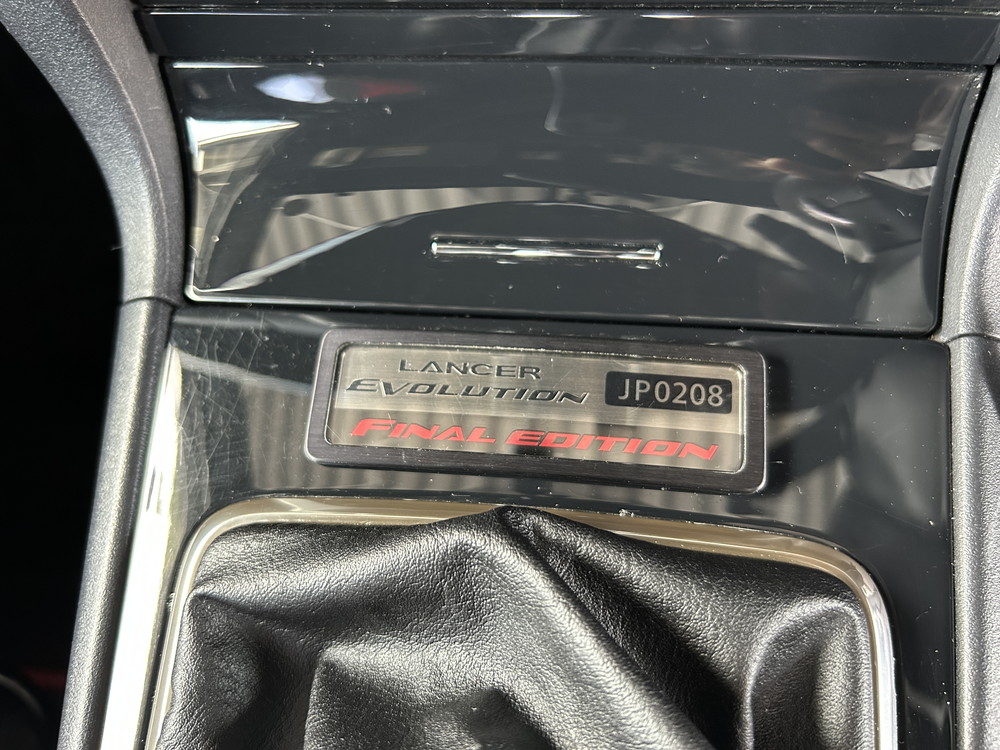 LANCER
EVOLUTION JP0208
FINAL EDITION